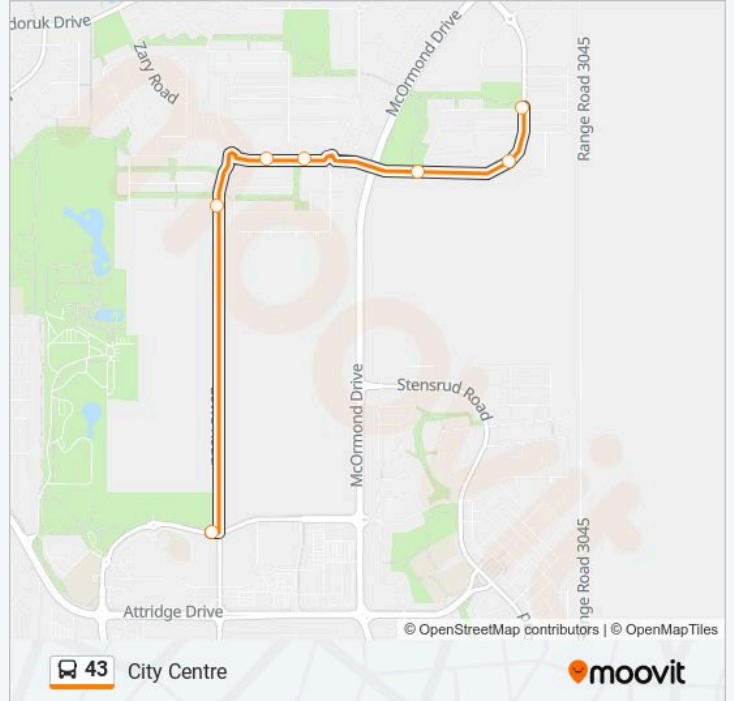 doruk Drive
Zary Road
McOrmond Drive
Range Road 3045
Stensrud Road
McOrmond Drive
nge Road 3045
Attridge Drive
© OpenStreetMap contributors | © OpenMapTiles
43 City Centre
moovit